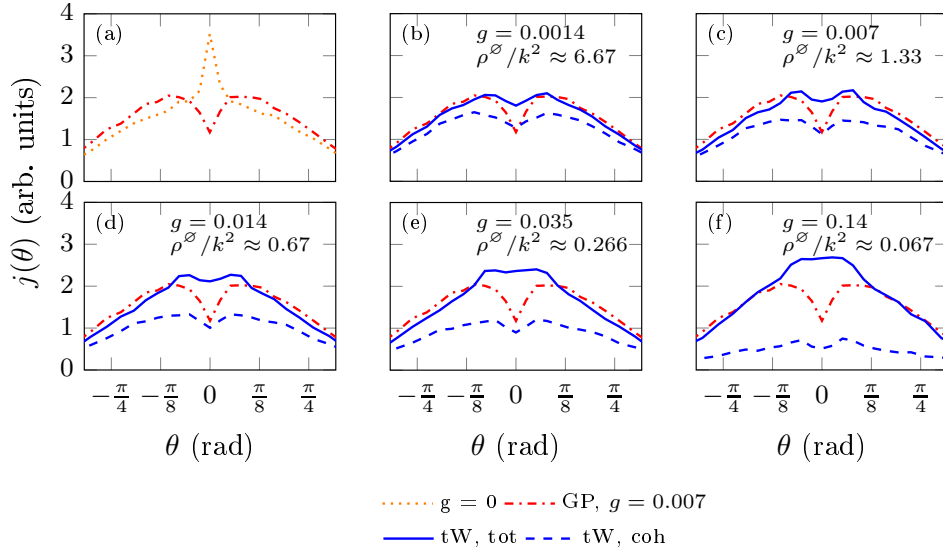 4
3
2
1
0
(a)
(b)
g = 0.0014
ρ^∅/k² ≈ 6.67
(c)
g = 0.007
ρ^∅/k² ≈ 1.33
j(θ) (arb. units)
4
3
2
1
0
(d)
g = 0.014
ρ^∅/k² ≈ 0.67
(e)
g = 0.035
ρ^∅/k² ≈ 0.266
(f)
g = 0.14
ρ^∅/k² ≈ 0.067
−π/4 −π/8 0 π/8 π/4
−π/4 −π/8 0 π/8 π/4
−π/4 −π/8 0 π/8 π/4
θ (rad)
θ (rad)
θ (rad)
g = 0
GP, g = 0.007
tW, tot
tW, coh